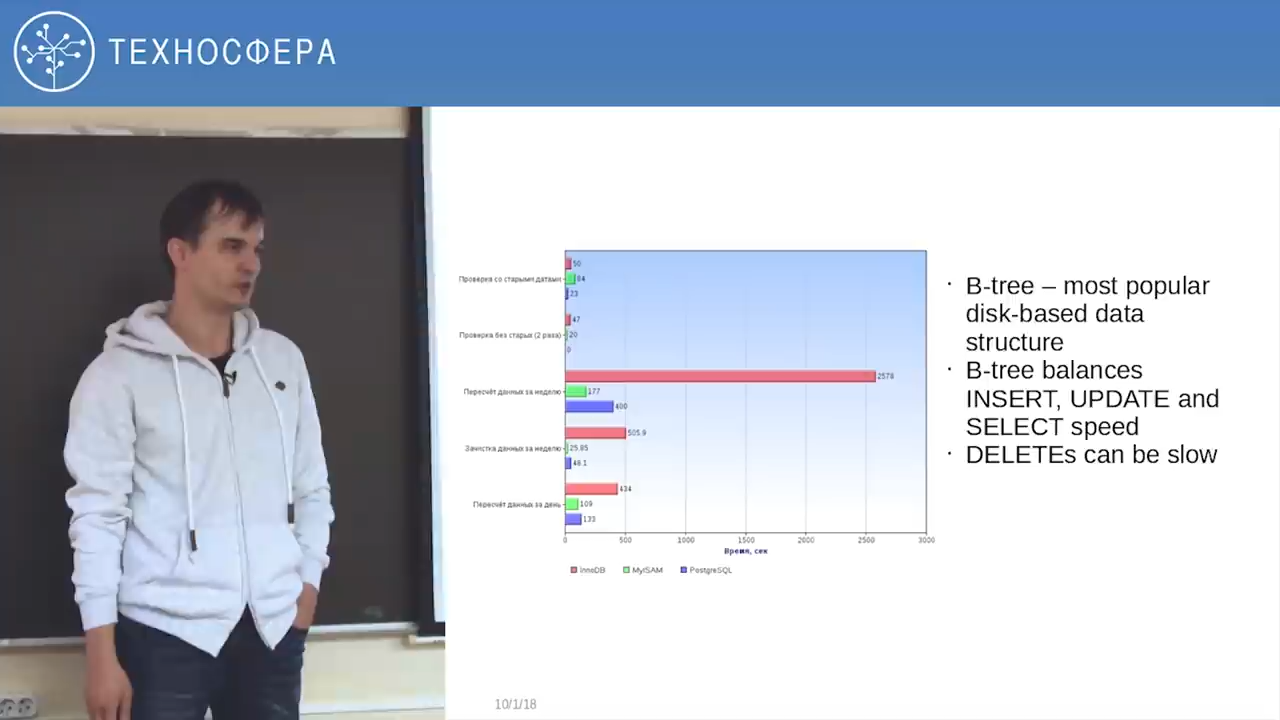 ТЕХНОСФЕРА
50
Проверка со старыми датами
84
23
47
Проверка без старых (2 раза)
20
0
2578
Пересчёт данных за неделю
177
400
505.9
Зачистка данных за неделю
25.85
48.1
434
Пересчёт данных за день
109
133
0 500 1000 1500 2000 2500 3000
Время, сек
InnoDB MyISAM PostgreSQL
· B-tree – most popular
disk-based data
structure
· B-tree balances
INSERT, UPDATE and
SELECT speed
· DELETEs can be slow
10/1/18